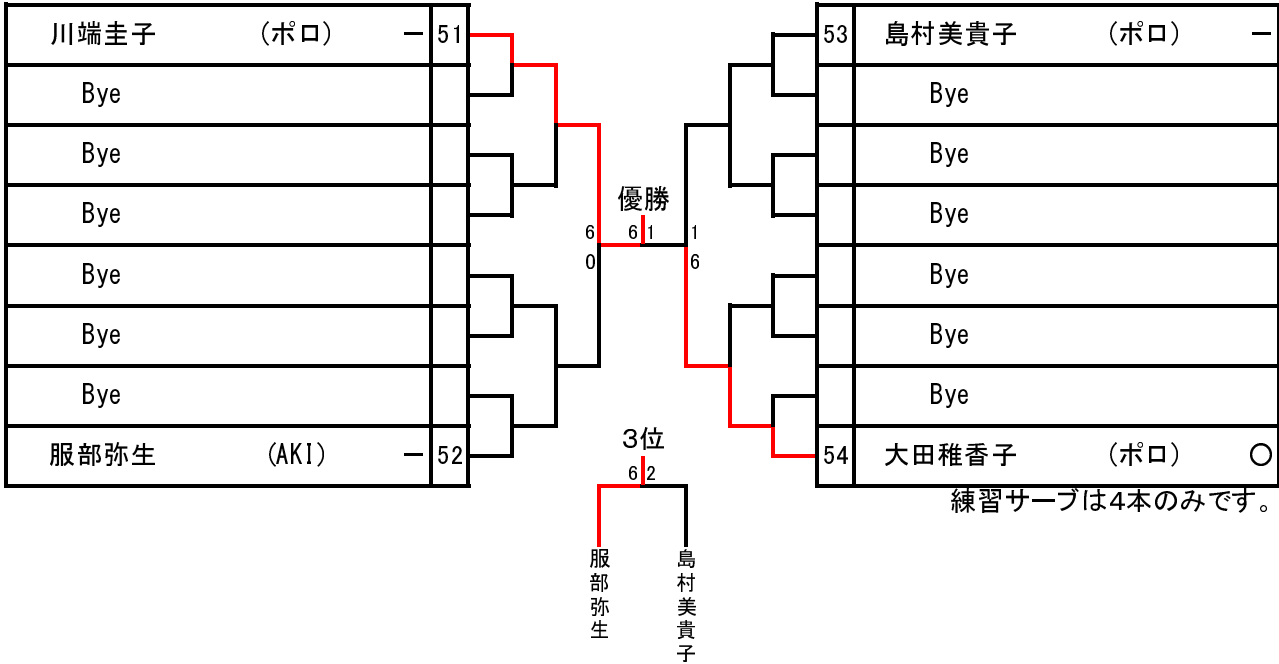 川端圭子 (ポロ) ― 51
Bye
Bye
Bye
Bye
Bye
Bye
服部弥生 (AKI) ― 52
優勝
6 6 1 1
0 6
3位
6 2
服部弥生
島村美貴子
53 島村美貴子 (ポロ) ―
Bye
Bye
Bye
Bye
Bye
Bye
54 大田稚香子 (ポロ) ○
練習サーブは4本のみです。